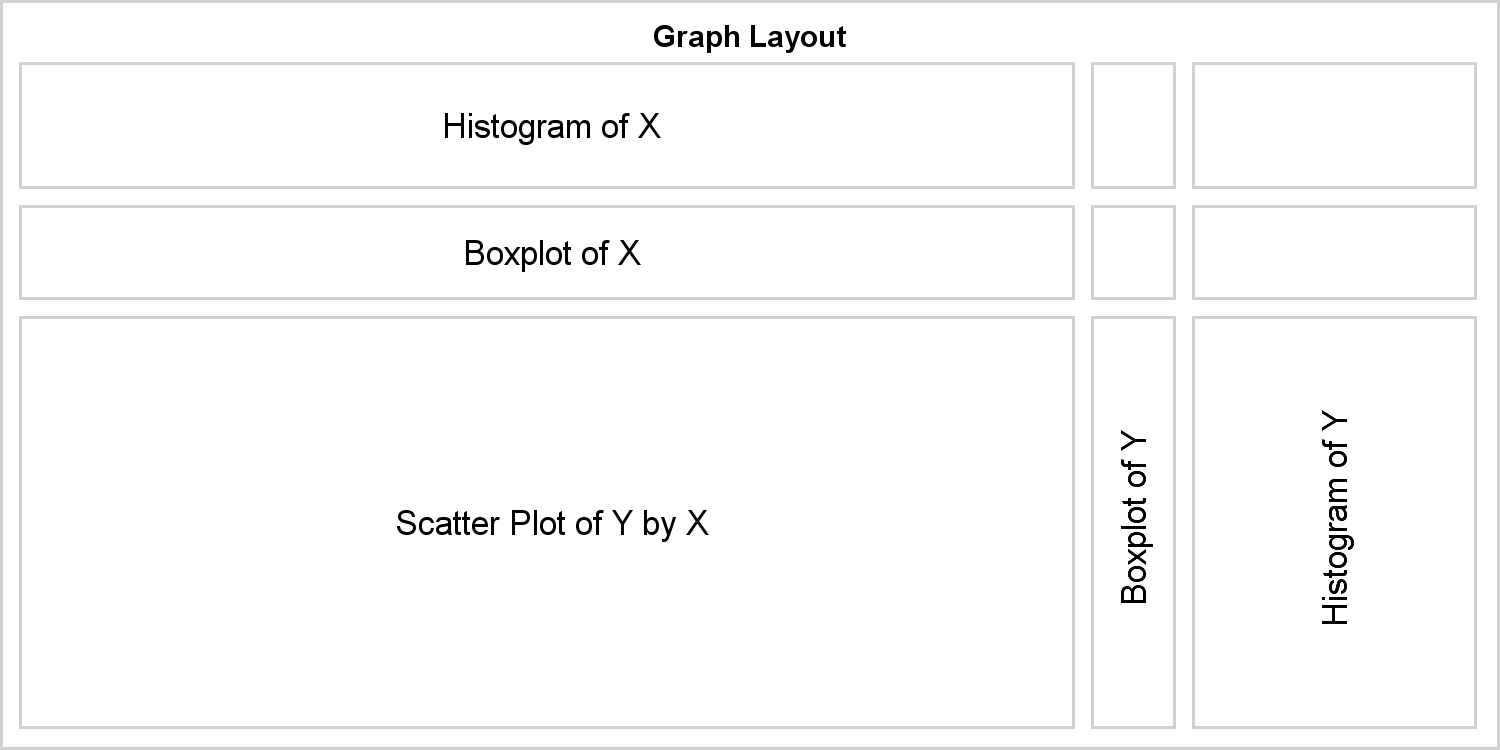 Graph Layout
Histogram of X
Boxplot of X
Scatter Plot of Y by X
Boxplot of Y
Histogram of Y